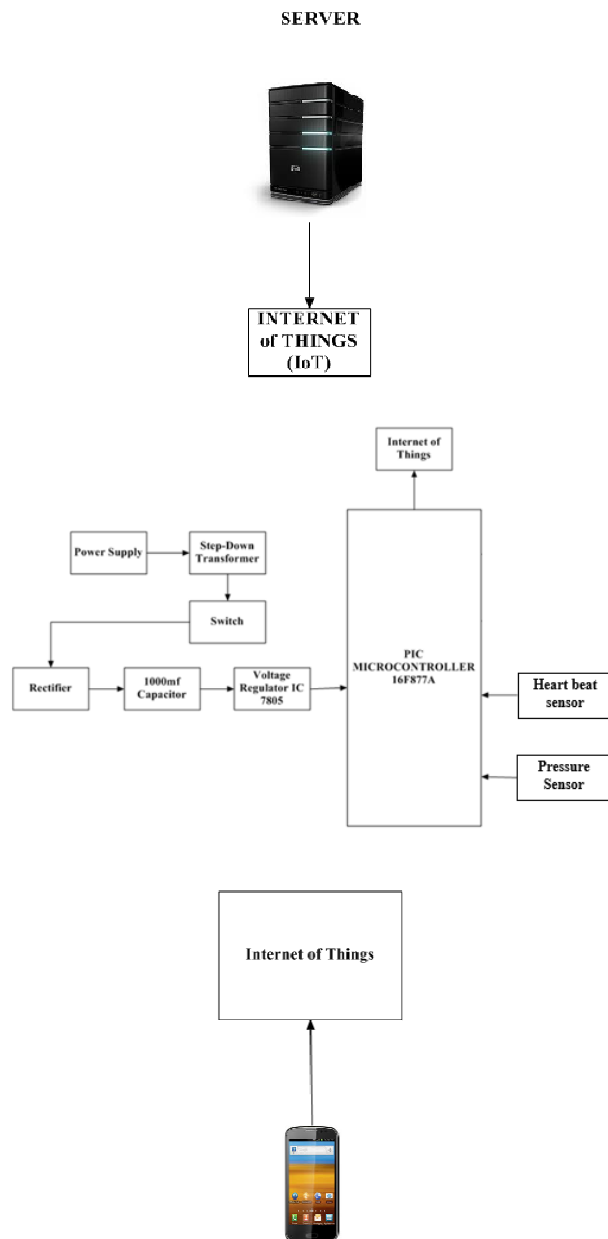 SERVER
INTERNET
of THINGS
(IoT)
Internet of
Things
Power Supply
Step-Down
Transformer
Switch
Rectifier
1000mf
Capacitor
Voltage
Regulator IC
7805
PIC
MICROCONTROLLER
16F877A
Heart beat
sensor
Pressure
Sensor
Internet of Things